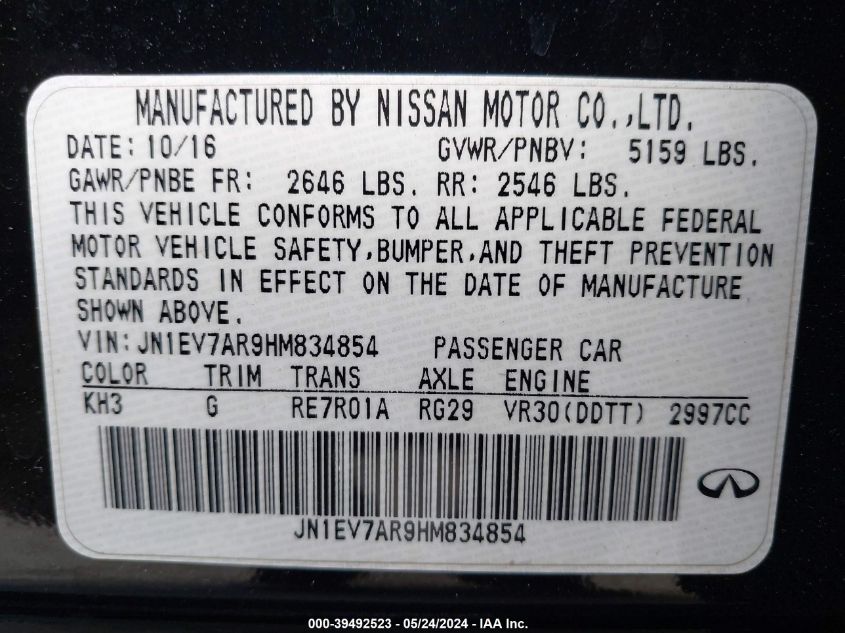 MANUFACTURED BY NISSAN MOTOR CO.,LTD.
DATE: 10/16 GVWR/PNBV: 5159 LBS.
GAWR/PNBE FR: 2646 LBS. RR: 2546 LBS.
THIS VEHICLE CONFORMS TO ALL APPLICABLE FEDERAL
MOTOR VEHICLE SAFETY,BUMPER,AND THEFT PREVENTION
STANDARDS IN EFFECT ON THE DATE OF MANUFACTURE
SHOWN ABOVE.
VIN: JN1EV7AR9HM834854 PASSENGER CAR
COLOR TRIM TRANS AXLE ENGINE
KH3 G RE7R01A RG29 VR30(DDTT) 2997CC
JN1EV7AR9HM834854
000-39492523 - 05/24/2024 - IAA Inc.